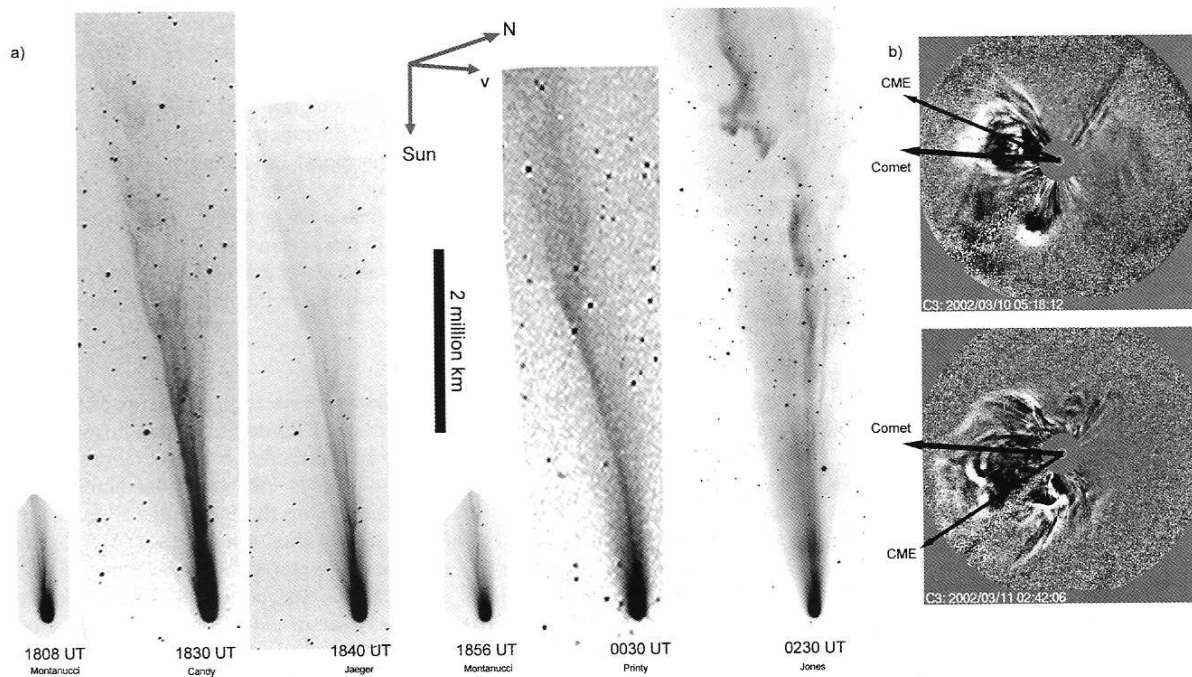 a)
N
v
Sun
2 million km
1808 UT
Montanucci
1830 UT
Candy
1840 UT
Jaeger
1856 UT
Montanucci
0030 UT
Printy
0230 UT
Jones
b)
CME
Comet
C3: 2002/03/10 05:18:12
Comet
CME
C3: 2002/03/11 02:42:06